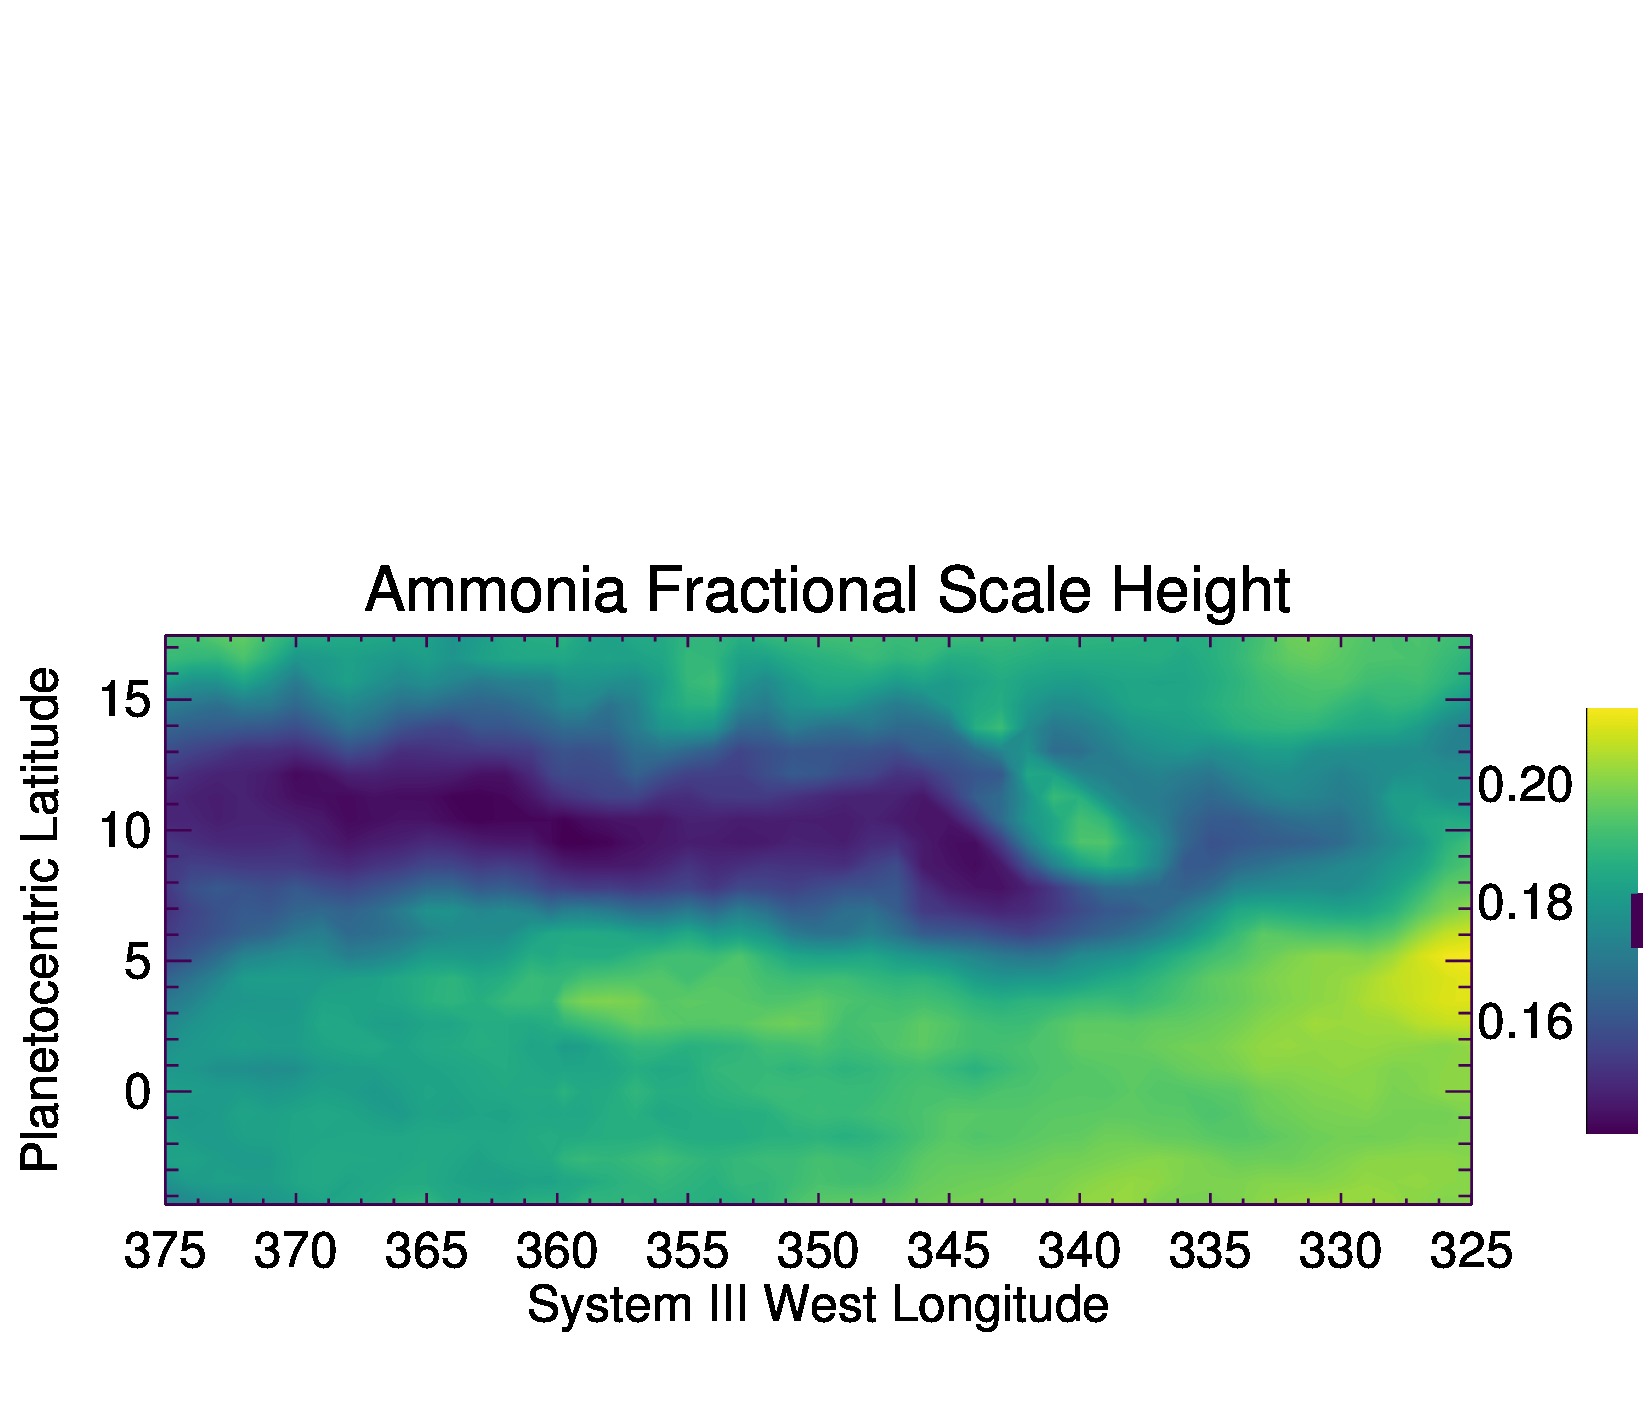 Ammonia Fractional Scale Height
Planetocentric Latitude
15
10
5
0
0.20
0.18
0.16
375 370 365 360 355 350 345 340 335 330 325
System III West Longitude